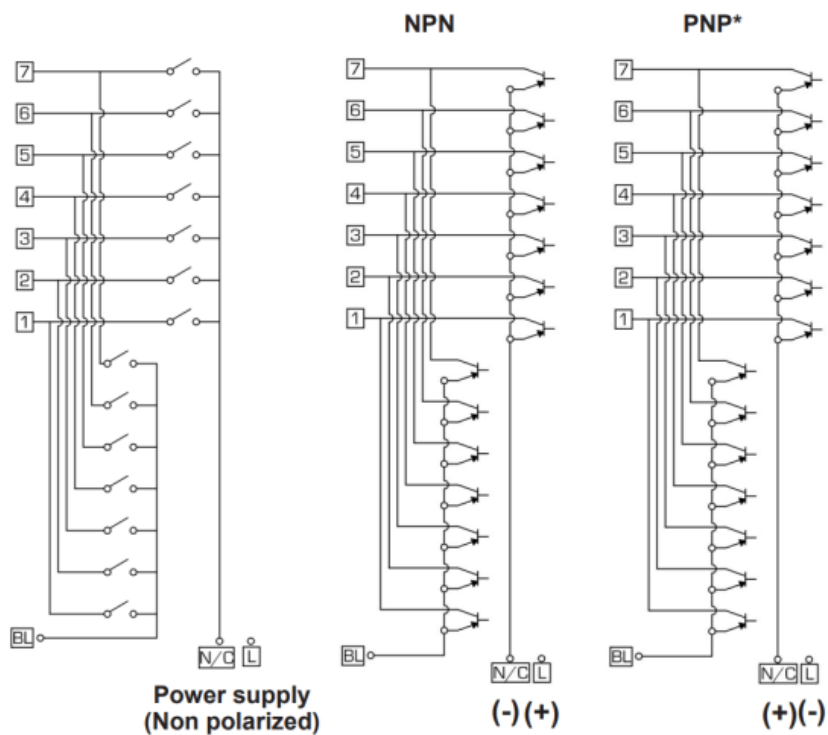 NPN
PNP*
7
6
5
4
3
2
1
BL
N/C L
Power supply
(Non polarized)
7
6
5
4
3
2
1
BL
N/C L
(-) (+)
7
6
5
4
3
2
1
BL
N/C L
(+) (-)